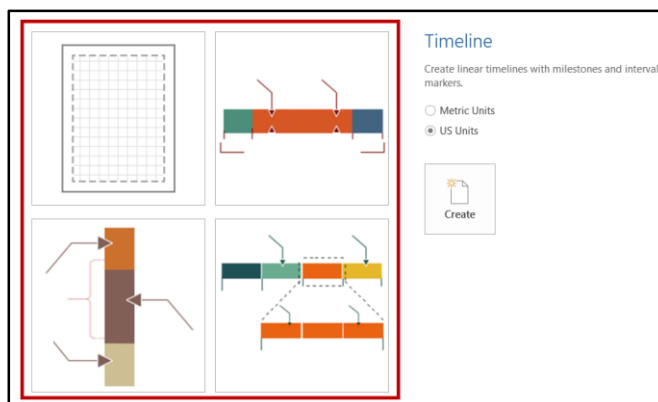 Timeline
Create linear timelines with milestones and interval
markers.
Metric Units
US Units
Create